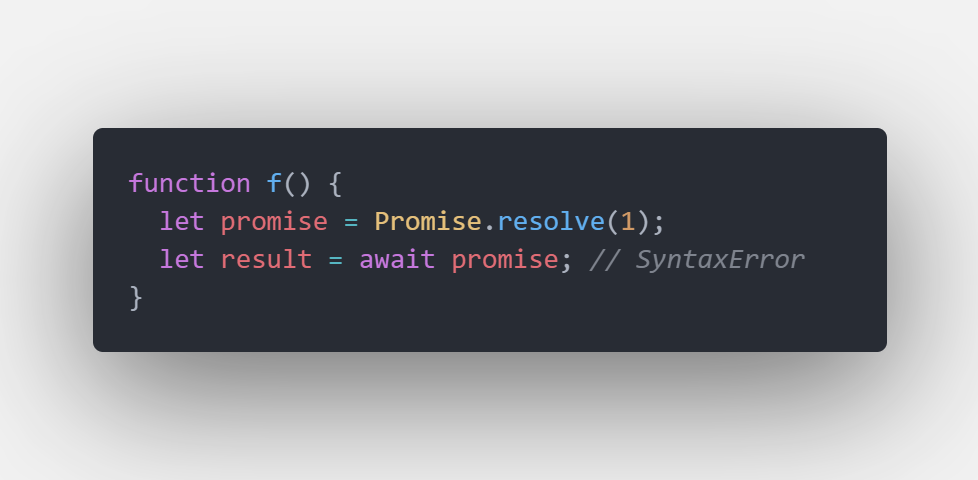 function f() {
  let promise = Promise.resolve(1);
  let result = await promise; // SyntaxError
}